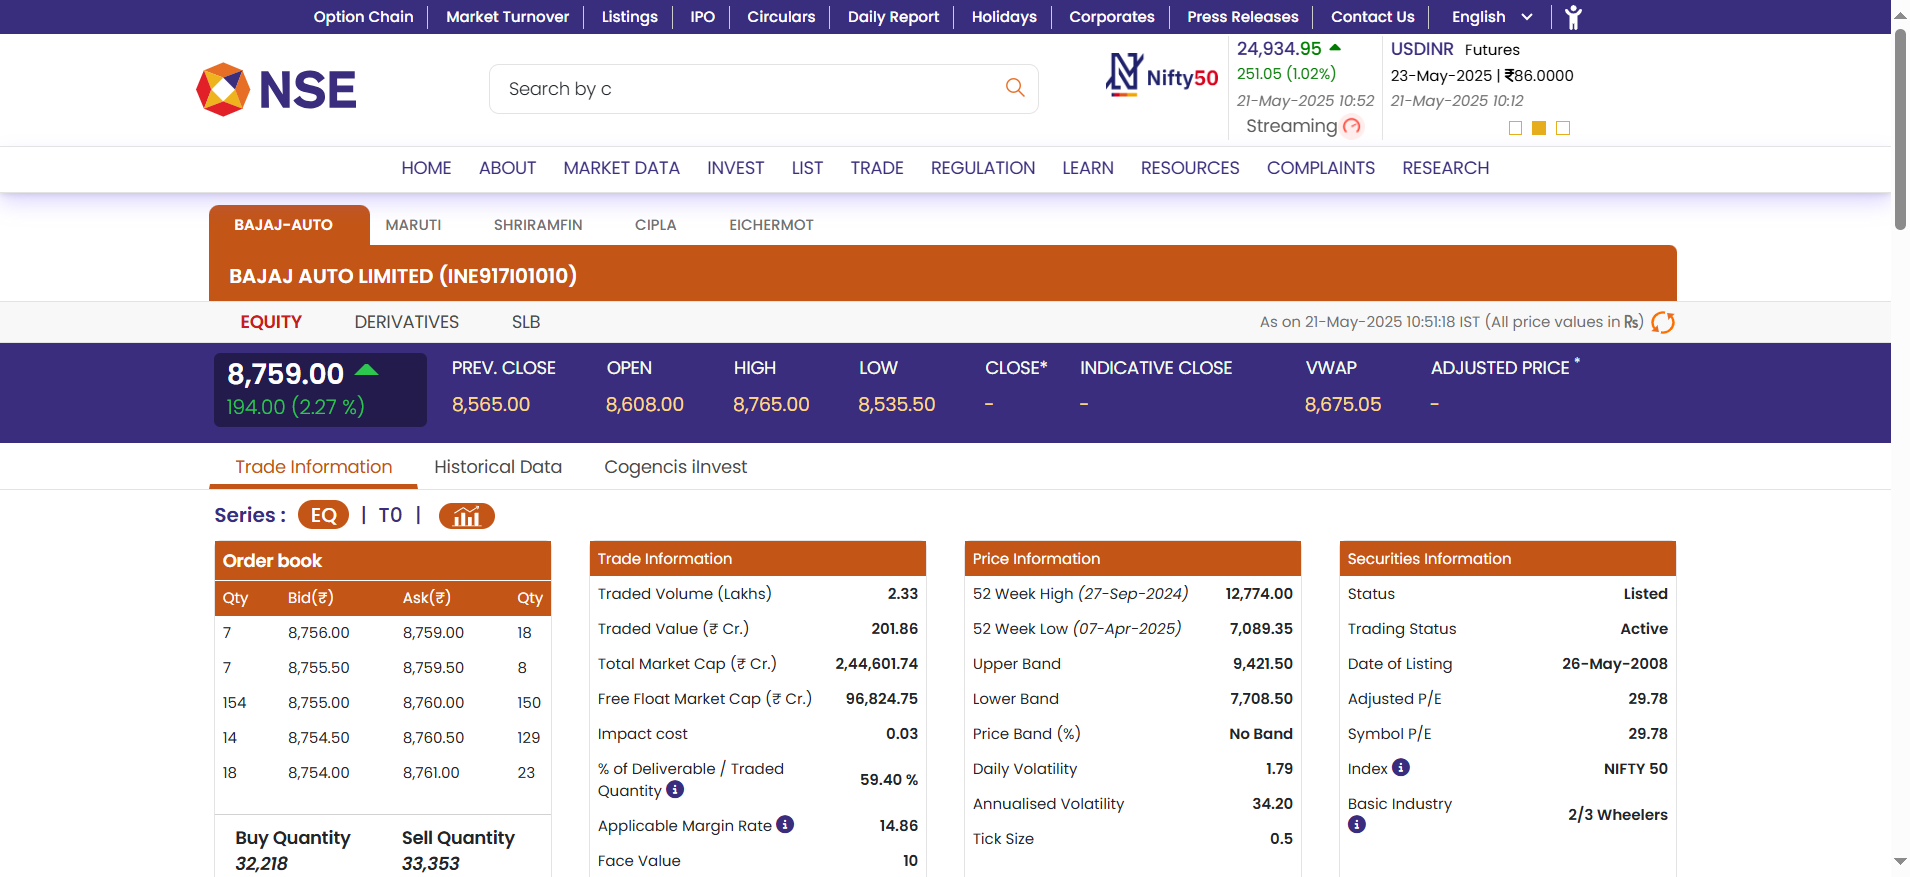 Option Chain Market Turnover Listings IPO Circulars Daily Report Holidays Corporates Press Releases Contact Us English
NSE
Search by c
Nifty50
24,934.95
251.05 (1.02%)
21-May-2025 10:52
Streaming
USDINR Futures
23-May-2025 | ₹86.0000
21-May-2025 10:12
HOME ABOUT MARKET DATA INVEST LIST TRADE REGULATION LEARN RESOURCES COMPLAINTS RESEARCH
BAJAJ-AUTO MARUTI SHRIRAMFIN CIPLA EICHERMOT
BAJAJ AUTO LIMITED (INE917I01010)
EQUITY DERIVATIVES SLB As on 21-May-2025 10:51:18 IST (All price values in ₨)
8,759.00
194.00 (2.27 %)
PREV. CLOSE OPEN HIGH LOW CLOSE* INDICATIVE CLOSE VWAP ADJUSTED PRICE *
8,565.00 8,608.00 8,765.00 8,535.50 - - 8,675.05 -
Trade Information Historical Data Cogencis iInvest
Series : EQ | T0 |
Order book
Qty Bid(₹) Ask(₹) Qty
7 8,756.00 8,759.00 18
7 8,755.50 8,759.50 8
154 8,755.00 8,760.00 150
14 8,754.50 8,760.50 129
18 8,754.00 8,761.00 23
Buy Quantity Sell Quantity
32,218 33,353
Trade Information
Traded Volume (Lakhs) 2.33
Traded Value (₹ Cr.) 201.86
Total Market Cap (₹ Cr.) 2,44,601.74
Free Float Market Cap (₹ Cr.) 96,824.75
Impact cost 0.03
% of Deliverable / Traded
Quantity i 59.40 %
Applicable Margin Rate i 14.86
Face Value 10
Price Information
52 Week High (27-Sep-2024) 12,774.00
52 Week Low (07-Apr-2025) 7,089.35
Upper Band 9,421.50
Lower Band 7,708.50
Price Band (%) No Band
Daily Volatility 1.79
Annualised Volatility 34.20
Tick Size 0.5
Securities Information
Status Listed
Trading Status Active
Date of Listing 26-May-2008
Adjusted P/E 29.78
Symbol P/E 29.78
Index i NIFTY 50
Basic Industry i 2/3 Wheelers